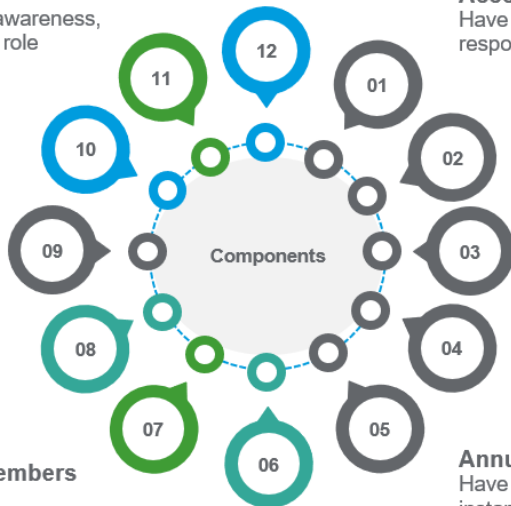 awareness,
role
Have
respo
12
11
01
10
02
Components
09
03
08
04
07
05
06
embers
Annu
Have